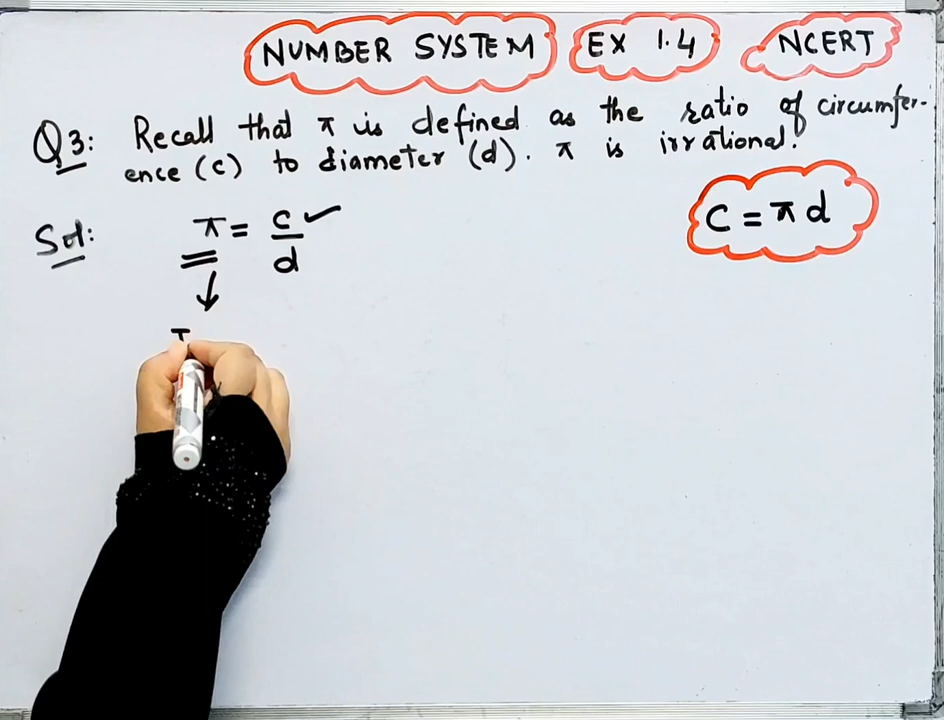 NUMBER SYSTEM EX 1.4 NCERT
Q3: Recall that π is defined as the ratio of circumfer-
ence (c) to diameter (d). π is irrational.
Sol: π = c/d ✓
↓
C = π d